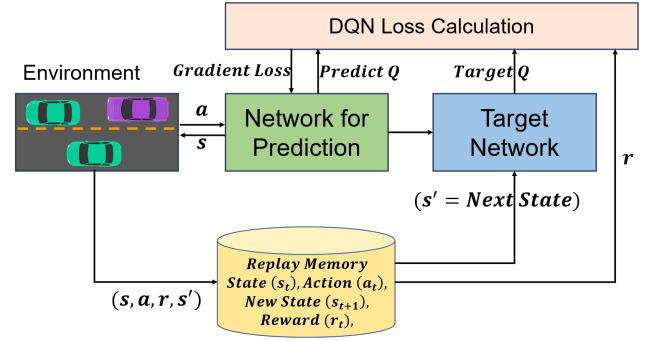 DQN Loss Calculation
Environment
Gradient Loss
Predict Q
Target Q
a
s
Network for
Prediction
Target
Network
r
(s′ = Next State)
(s, a, r, s′)
Replay Memory
State (sₜ), Action (aₜ),
New State (sₜ₊₁),
Reward (rₜ),